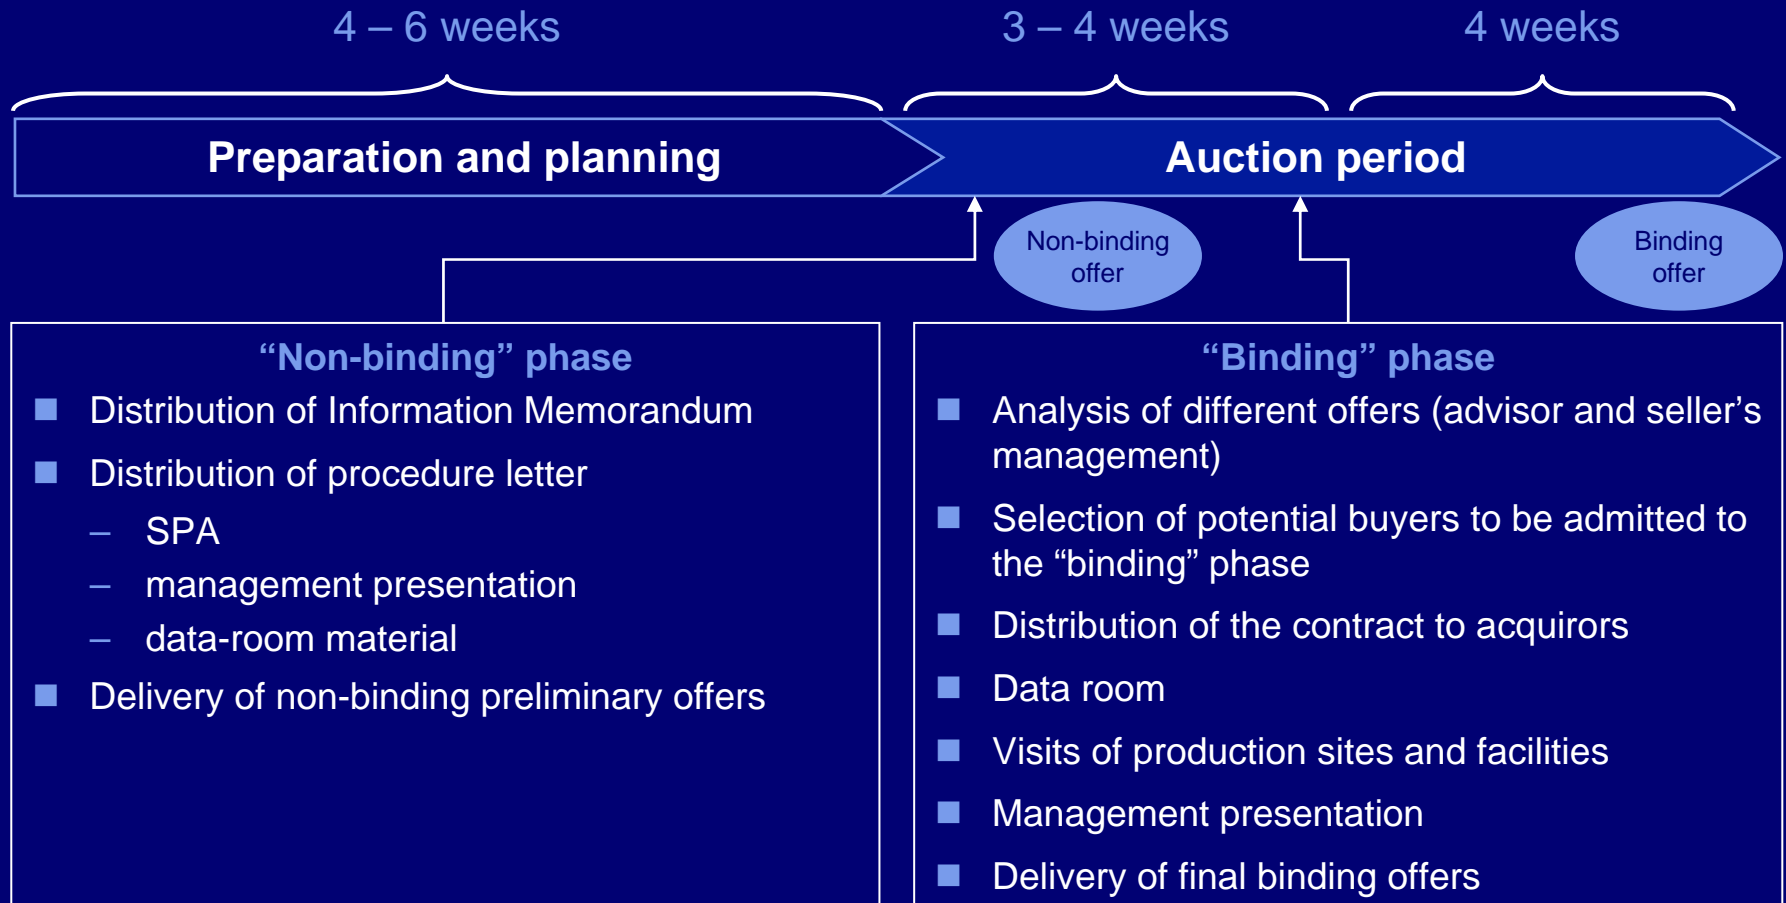 4 – 6 weeks
3 – 4 weeks
4 weeks
Preparation and planning
Auction period
Non-binding
offer
Binding
offer
“Non-binding” phase
Distribution of Information Memorandum
Distribution of procedure letter
– SPA
– management presentation
– data-room material
Delivery of non-binding preliminary offers
“Binding” phase
Analysis of different offers (advisor and seller’s
management)
Selection of potential buyers to be admitted to
the “binding” phase
Distribution of the contract to acquirors
Data room
Visits of production sites and facilities
Management presentation
Delivery of final binding offers